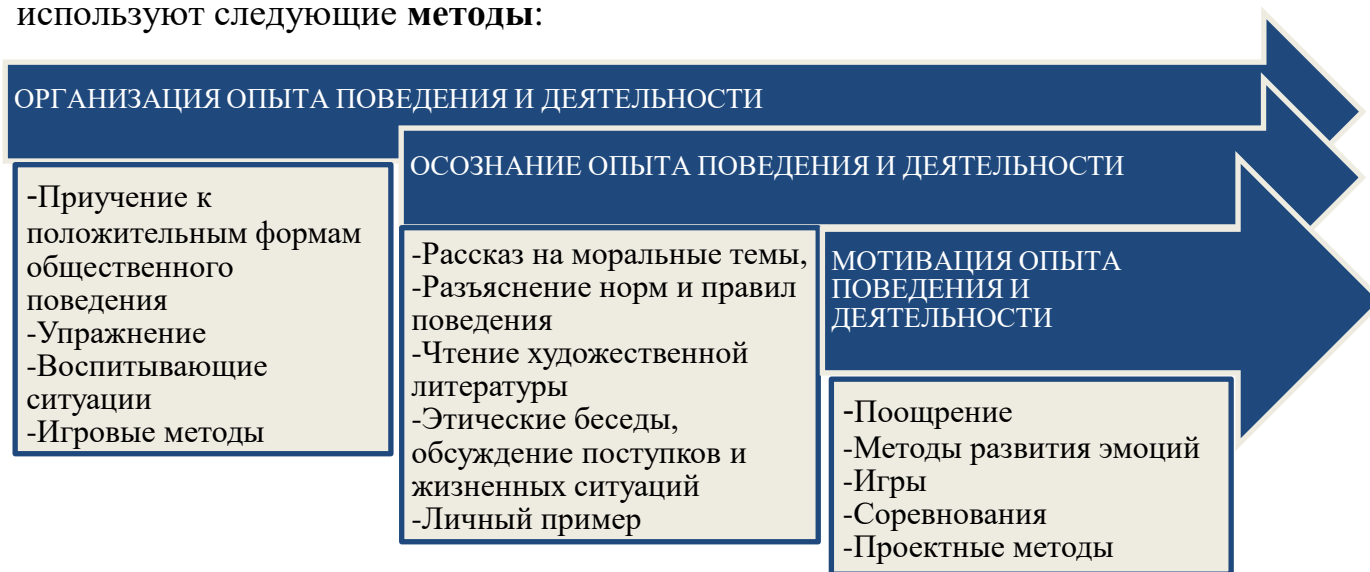 используют следующие методы:
ОРГАНИЗАЦИЯ ОПЫТА ПОВЕДЕНИЯ И ДЕЯТЕЛЬНОСТИ
-Приучение к
положительным формам
общественного
поведения
-Упражнение
-Воспитывающие
ситуации
-Игровые методы
ОСОЗНАНИЕ ОПЫТА ПОВЕДЕНИЯ И ДЕЯТЕЛЬНОСТИ
-Рассказ на моральные темы,
-Разъяснение норм и правил
поведения
-Чтение художественной
литературы
-Этические беседы,
обсуждение поступков и
жизненных ситуаций
-Личный пример
МОТИВАЦИЯ ОПЫТА
ПОВЕДЕНИЯ И
ДЕЯТЕЛЬНОСТИ
-Поощрение
-Методы развития эмоций
-Игры
-Соревнования
-Проектные методы